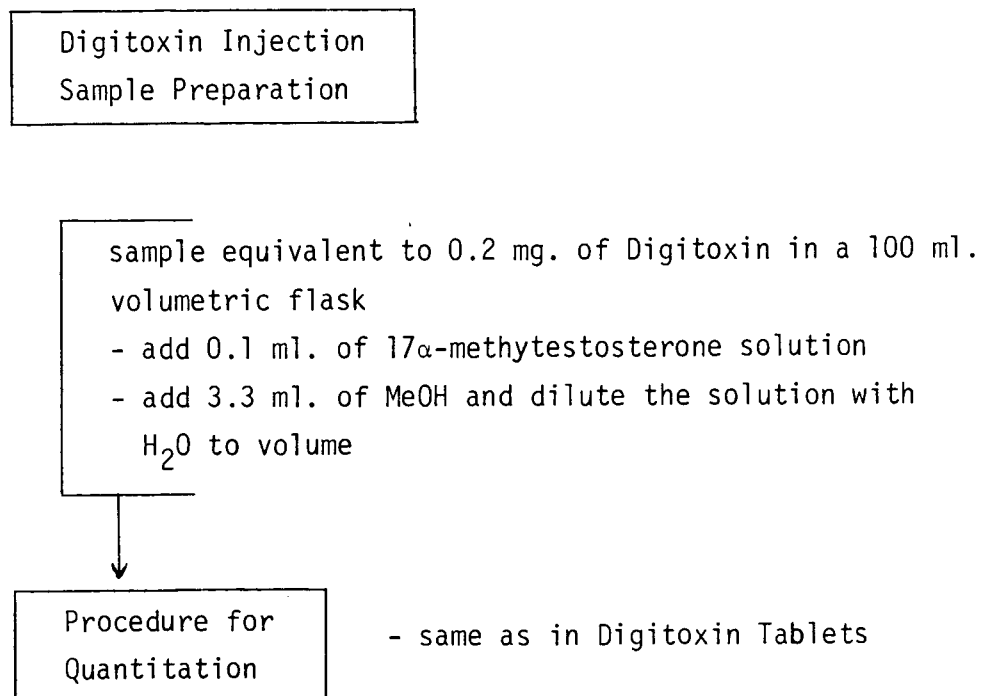 Digitoxin Injection
Sample Preparation
sample equivalent to 0.2 mg. of Digitoxin in a 100 ml.
volumetric flask
- add 0.1 ml. of 17α-methytestosterone solution
- add 3.3 ml. of MeOH and dilute the solution with
H₂O to volume
Procedure for
Quantitation
- same as in Digitoxin Tablets